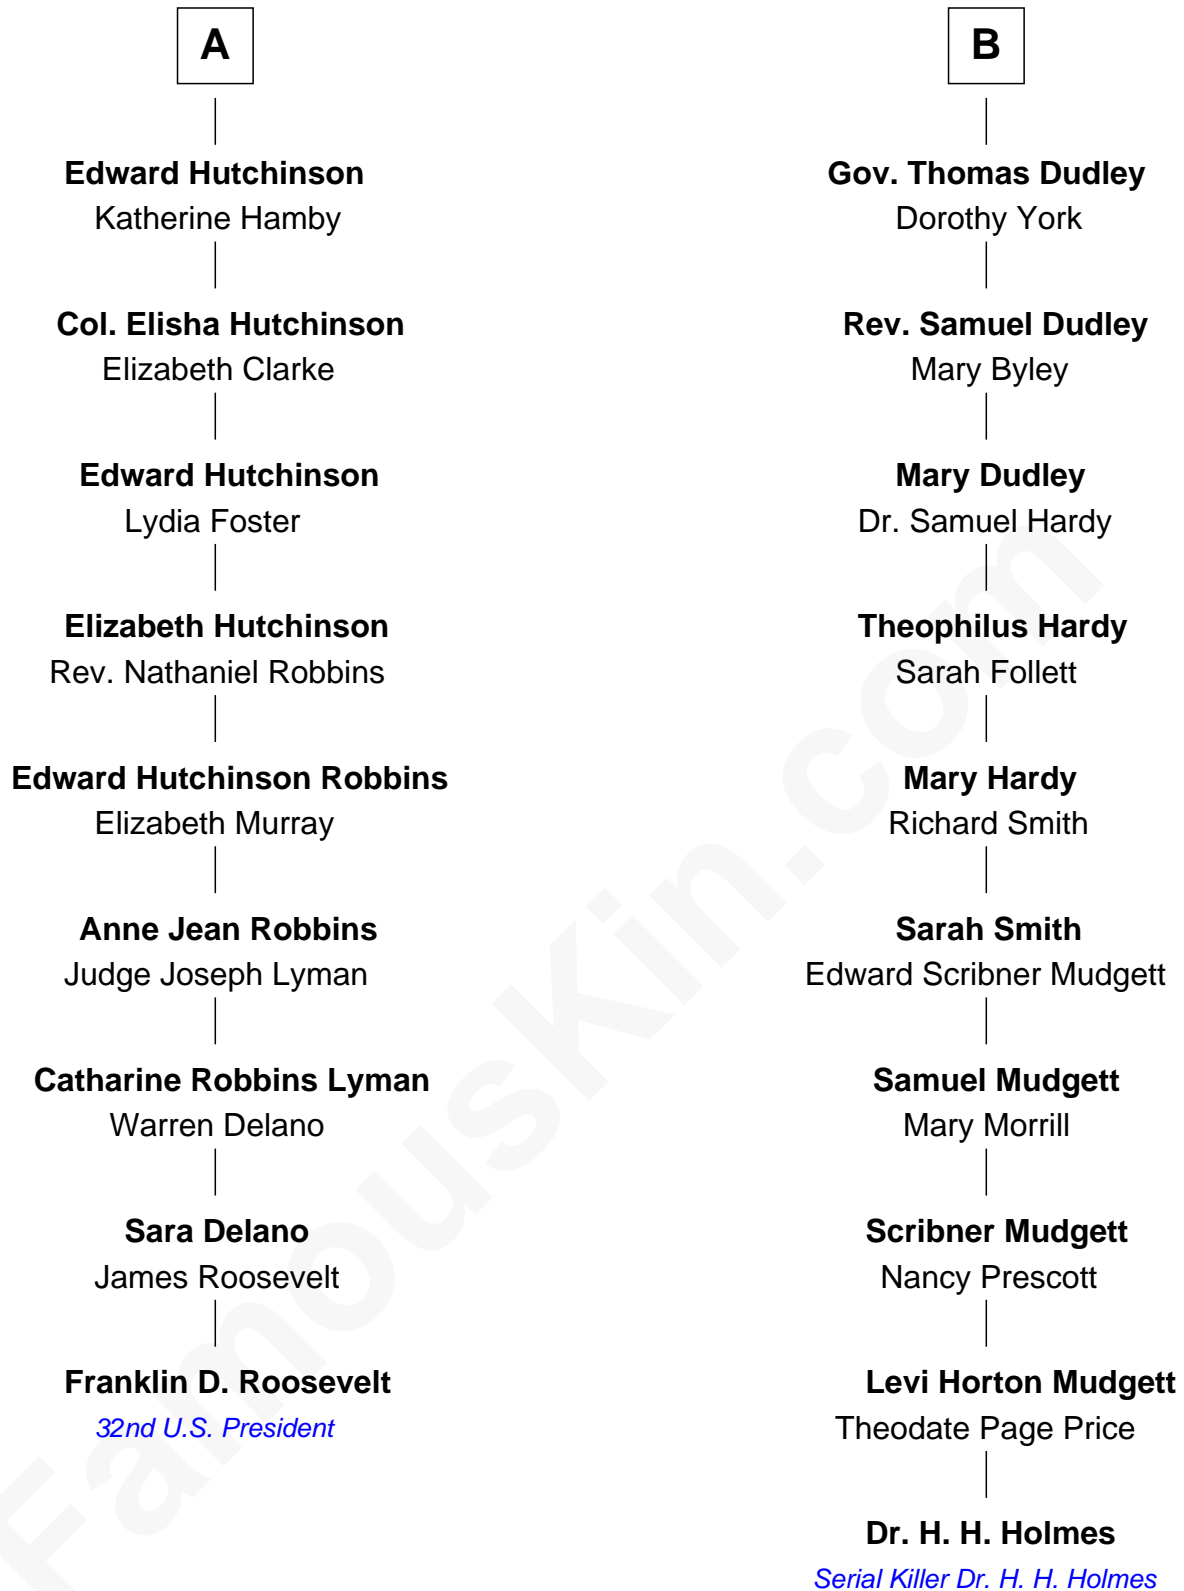 A
Edward Hutchinson
Katherine Hamby
Col. Elisha Hutchinson
Elizabeth Clarke
Edward Hutchinson
Lydia Foster
Elizabeth Hutchinson
Rev. Nathaniel Robbins
Edward Hutchinson Robbins
Elizabeth Murray
Anne Jean Robbins
Judge Joseph Lyman
Catharine Robbins Lyman
Warren Delano
Sara Delano
James Roosevelt
Franklin D. Roosevelt
32nd U.S. President
B
Gov. Thomas Dudley
Dorothy York
Rev. Samuel Dudley
Mary Byley
Mary Dudley
Dr. Samuel Hardy
Theophilus Hardy
Sarah Follett
Mary Hardy
Richard Smith
Sarah Smith
Edward Scribner Mudgett
Samuel Mudgett
Mary Morrill
Scribner Mudgett
Nancy Prescott
Levi Horton Mudgett
Theodate Page Price
Dr. H. H. Holmes
Serial Killer Dr. H. H. Holmes
FamousKin.com